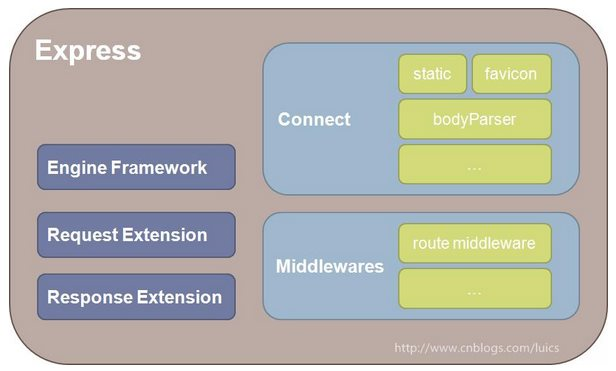 Express
Engine Framework
Request Extension
Response Extension
Connect
static
favicon
bodyParser
...
Middlewares
route middleware
...
http://www.cnblogs.com/luics